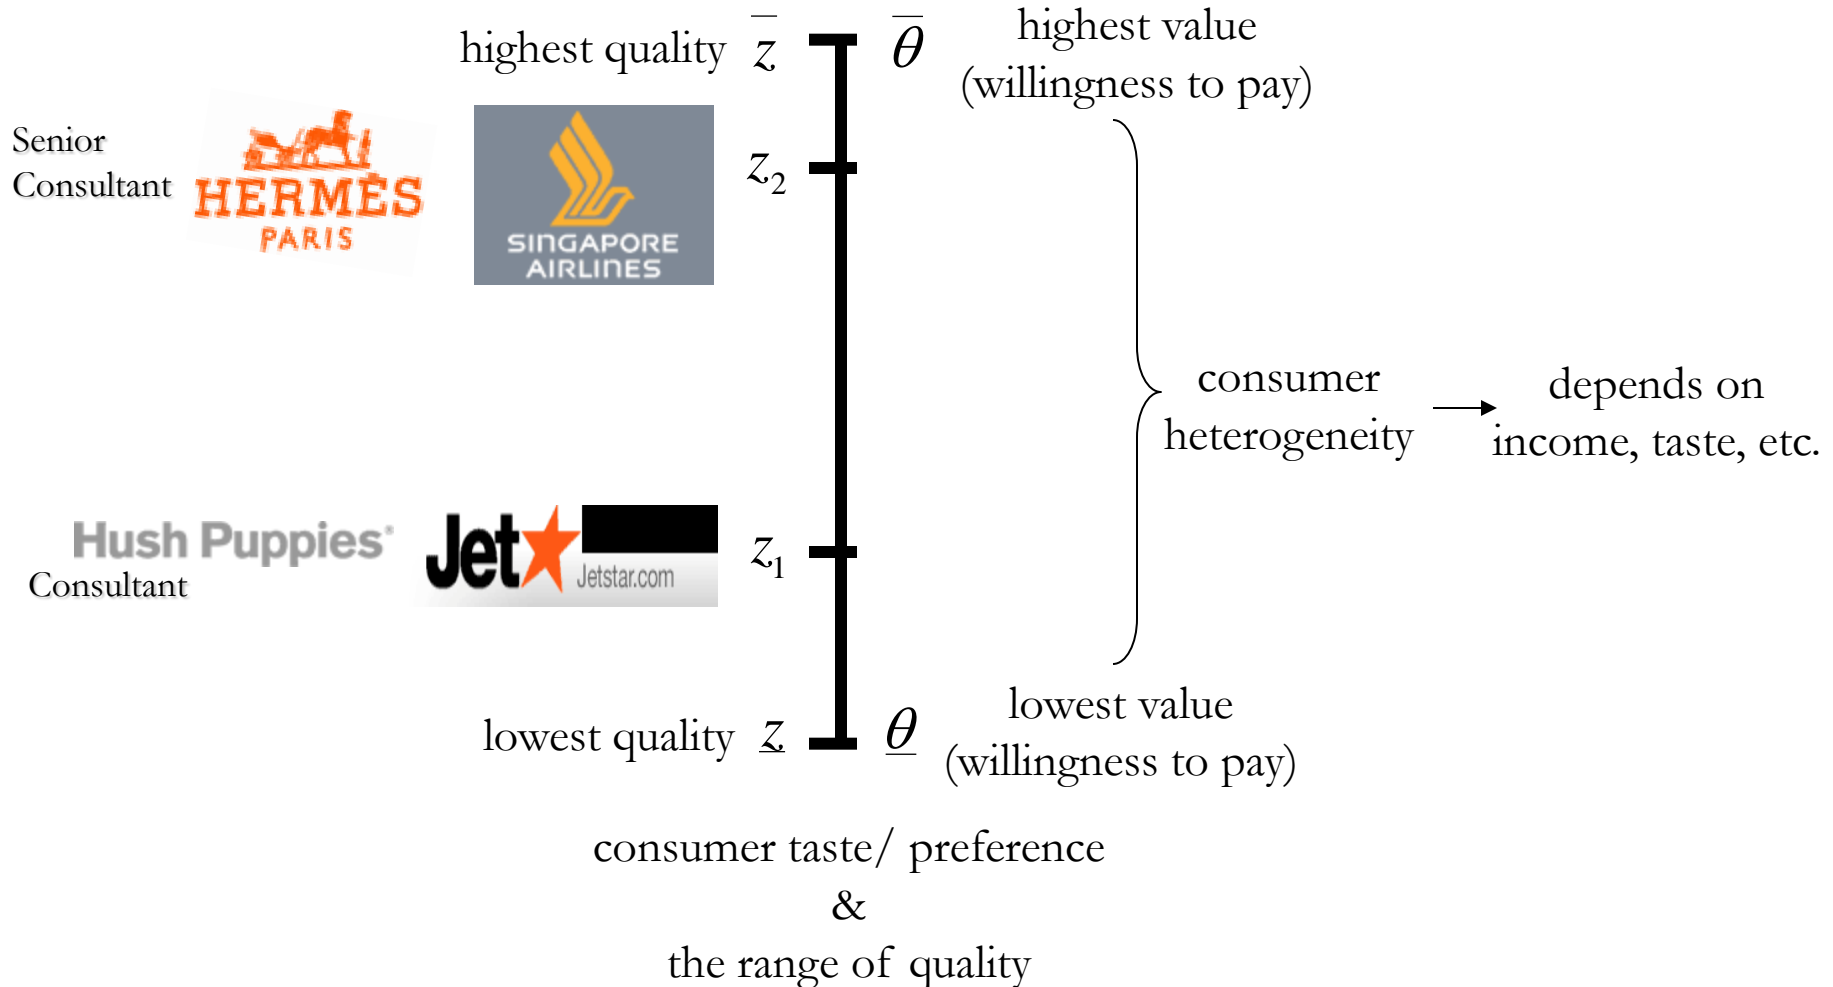 highest quality z̄ θ̄ highest value
(willingness to pay)
Senior
Consultant
HERMÈS
PARIS
SINGAPORE
AIRLINES
z₂
consumer
heterogeneity
depends on
income, taste, etc.
Hush Puppies®
Consultant
Jet
Jetstar.com
z₁
lowest quality z̲ θ̲ lowest value
(willingness to pay)
consumer taste/ preference
&
the range of quality